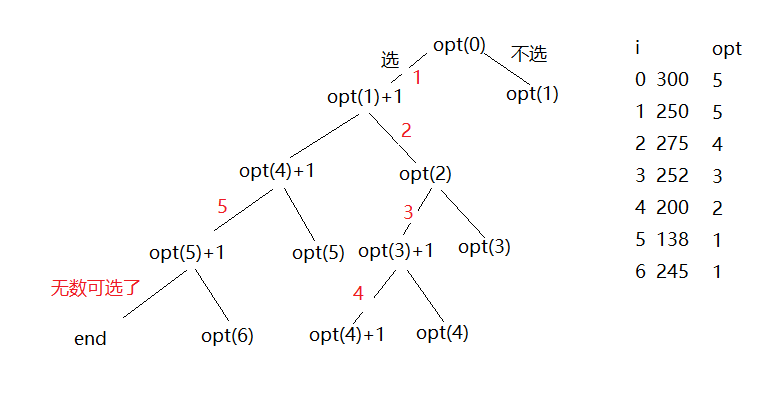 opt(0)
选
不选
1
opt(1)+1
opt(1)
2
opt(4)+1
opt(2)
5
3
opt(5)+1
opt(5)
opt(3)+1
opt(3)
无数可选了
4
end
opt(6)
opt(4)+1
opt(4)
i opt
0 300 5
1 250 5
2 275 4
3 252 3
4 200 2
5 138 1
6 245 1